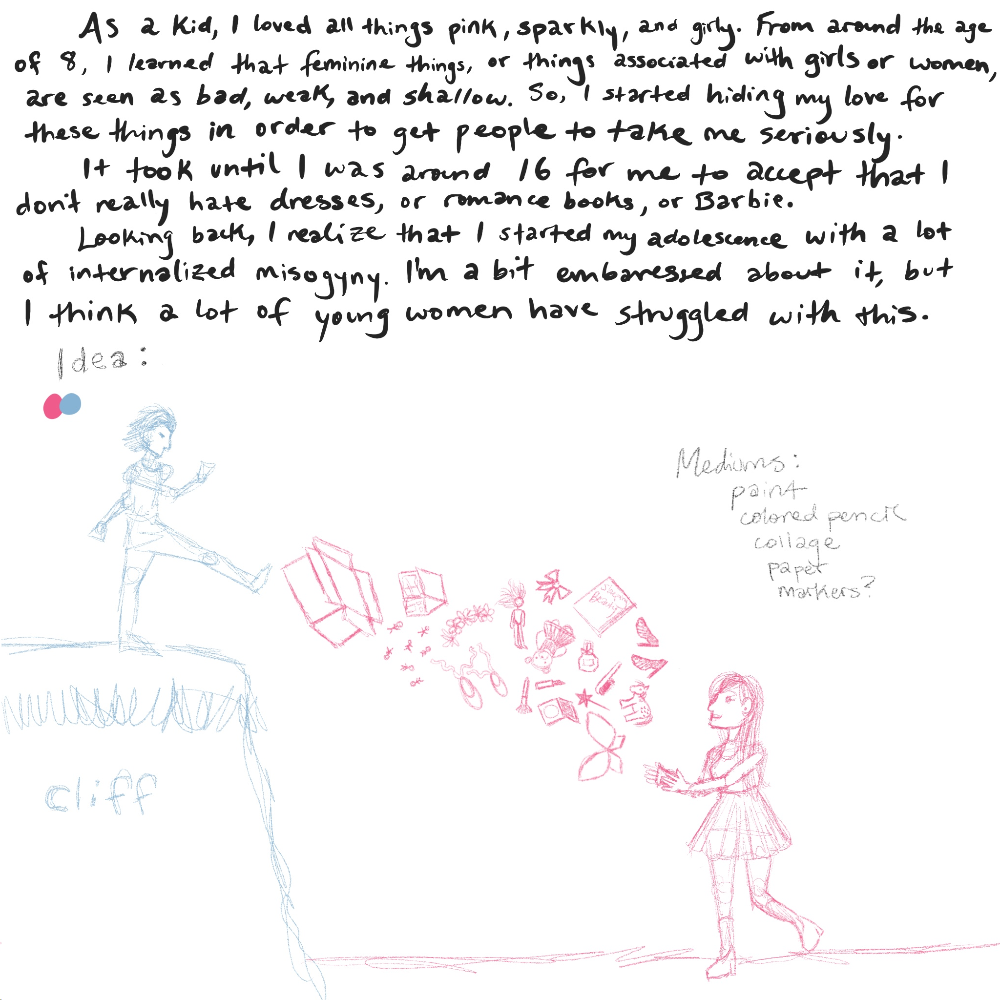 As a kid, I loved all things pink, sparkly, and girly. From around the age
of 8, I learned that feminine things, or things associated with girls or women,
are seen as bad, weak, and shallow. So, I started hiding my love for
these things in order to get people to take me seriously.
It took until I was around 16 for me to accept that I
don't really hate dresses, or romance books, or Barbie.
Looking back, I realize that I started my adolescence with a lot
of internalized misogyny. I'm a bit embaressed about it, but
I think a lot of young women have struggled with this.
Idea:
Mediums:
paint
colored pencil
collage
paper
markers?
Sleeping
Beauty
cliff